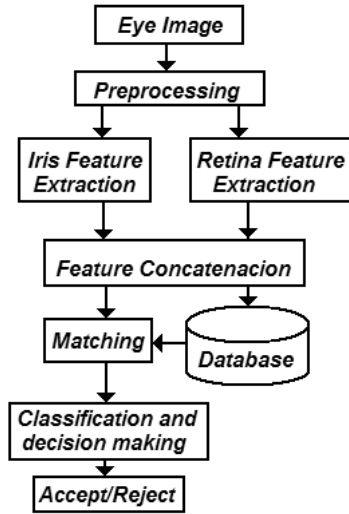 Eye Image
Preprocessing
Iris Feature
Extraction
Retina Feature
Extraction
Feature Concatenacion
Matching
Database
Classification and
decision making
Accept/Reject